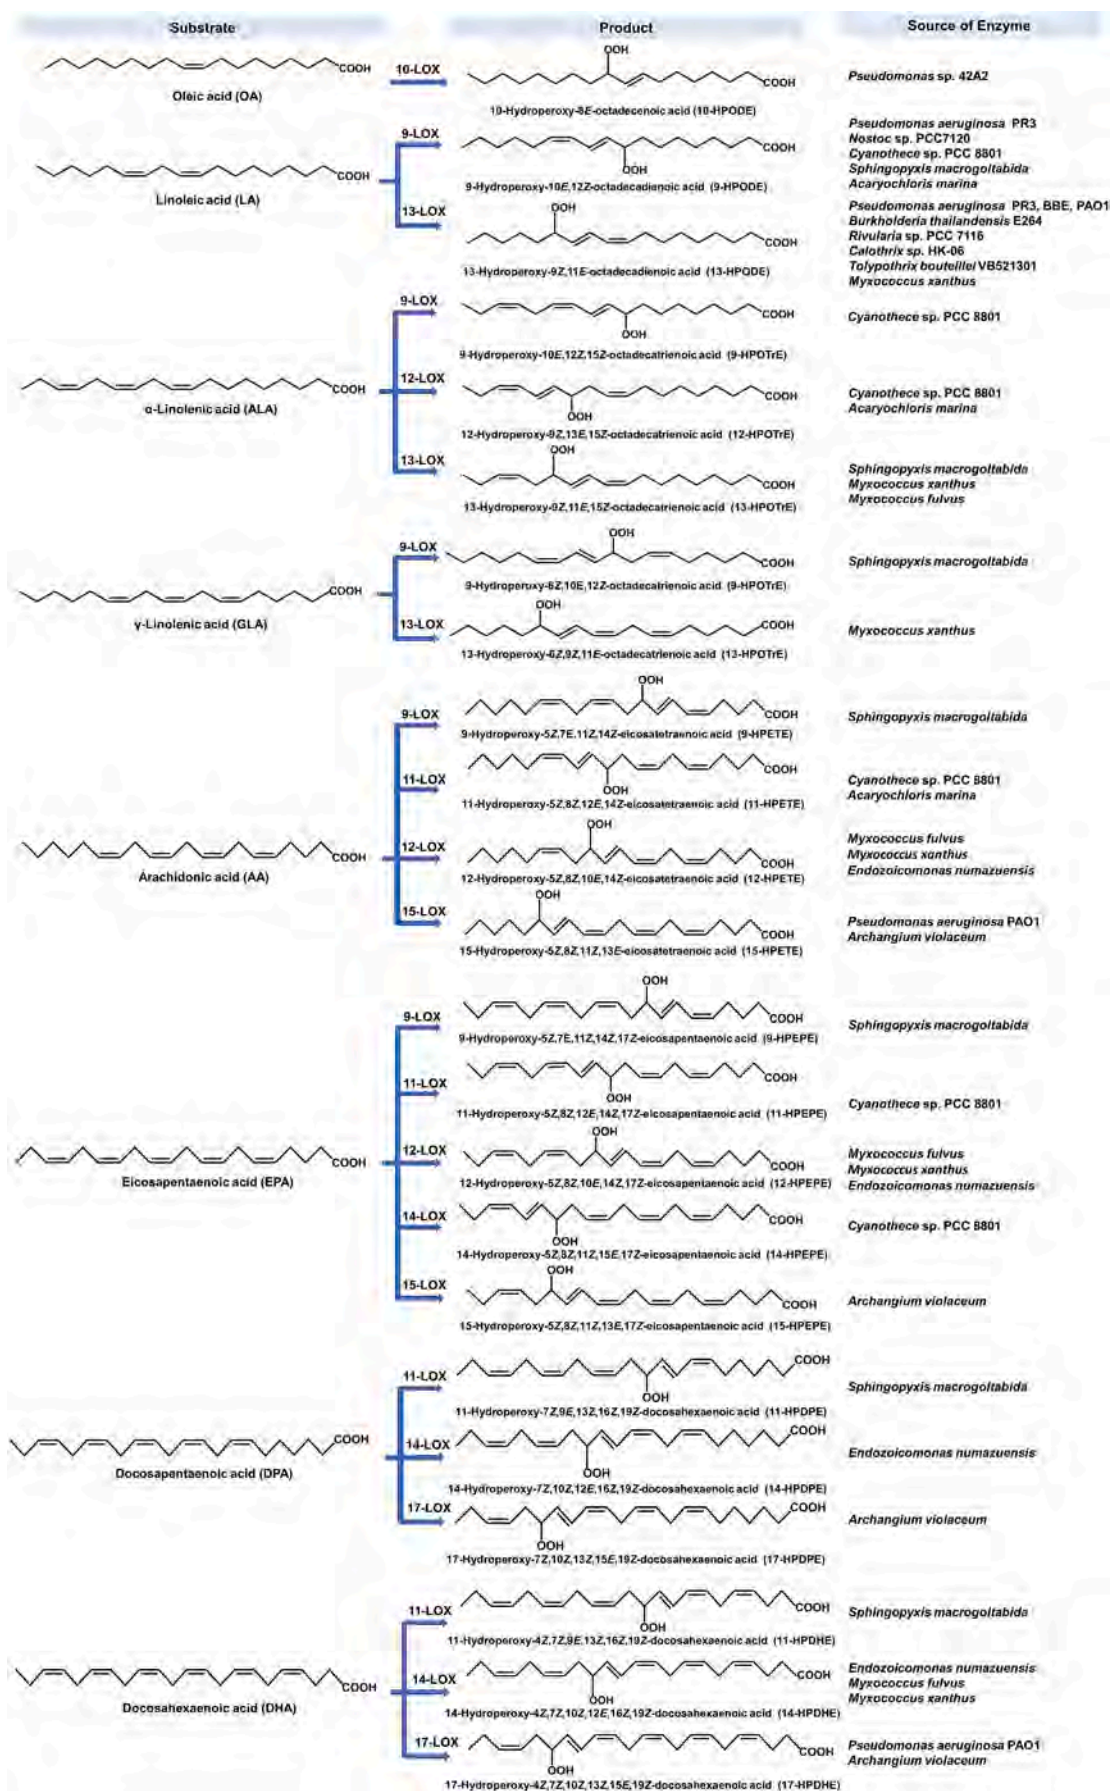 Substrate
Product
Source of Enzyme
COOH
Oleic acid (OA)
10-LOX
OOH
COOH
10-Hydroperoxy-8E-octadecenoic acid (10-HPODE)
Pseudomonas sp. 42A2
COOH
Linoleic acid (LA)
9-LOX
COOH
OOH
9-Hydroperoxy-10E,12Z-octadecadienoic acid (9-HPODE)
Pseudomonas aeruginosa PR3
Nostoc sp. PCC7120
Cyanothece sp. PCC 8801
Sphingopyxis macrogoltabida
Acaryochloris marina
13-LOX
OOH
COOH
13-Hydroperoxy-9Z,11E-octadecadienoic acid (13-HPODE)
Pseudomonas aeruginosa PR3, BBE, PAO1
Burkholderia thailandensis E264
Rivularia sp. PCC 7116
Calothrix sp. HK-06
Tolypothrix bouteillei VB521301
Myxococcus xanthus
COOH
α-Linolenic acid (ALA)
9-LOX
COOH
OOH
9-Hydroperoxy-10E,12Z,15Z-octadecatrienoic acid (9-HPOTrE)
Cyanothece sp. PCC 8801
12-LOX
COOH
OOH
12-Hydroperoxy-9Z,13E,15Z-octadecatrienoic acid (12-HPOTrE)
Cyanothece sp. PCC 8801
Acaryochloris marina
13-LOX
OOH
COOH
13-Hydroperoxy-9Z,11E,15Z-octadecatrienoic acid (13-HPOTrE)
Sphingopyxis macrogoltabida
Myxococcus xanthus
Myxococcus fulvus
COOH
γ-Linolenic acid (GLA)
9-LOX
OOH
COOH
9-Hydroperoxy-6Z,10E,12Z-octadecatrienoic acid (9-HPOTrE)
Sphingopyxis macrogoltabida
13-LOX
OOH
COOH
13-Hydroperoxy-6Z,9Z,11E-octadecatrienoic acid (13-HPOTrE)
Myxococcus xanthus
COOH
Arachidonic acid (AA)
9-LOX
OOH
COOH
9-Hydroperoxy-5Z,7E,11Z,14Z-eicosatetraenoic acid (9-HPETE)
Sphingopyxis macrogoltabida
11-LOX
COOH
OOH
11-Hydroperoxy-5Z,8Z,12E,14Z-eicosatetraenoic acid (11-HPETE)
Cyanothece sp. PCC 8801
Acaryochloris marina
12-LOX
OOH
COOH
12-Hydroperoxy-5Z,8Z,10E,14Z-eicosatetraenoic acid (12-HPETE)
Myxococcus fulvus
Myxococcus xanthus
Endozoicomonas numazuensis
15-LOX
OOH
COOH
15-Hydroperoxy-5Z,8Z,11Z,13E-eicosatetraenoic acid (15-HPETE)
Pseudomonas aeruginosa PAO1
Archangium violaceum
COOH
Eicosapentaenoic acid (EPA)
9-LOX
OOH
COOH
9-Hydroperoxy-5Z,7E,11Z,14Z,17Z-eicosapentaenoic acid (9-HPEPE)
Sphingopyxis macrogoltabida
11-LOX
COOH
OOH
11-Hydroperoxy-5Z,8Z,12E,14Z,17Z-eicosapentaenoic acid (11-HPEPE)
Cyanothece sp. PCC 8801
12-LOX
OOH
COOH
12-Hydroperoxy-5Z,8Z,10E,14Z,17Z-eicosapentaenoic acid (12-HPEPE)
Myxococcus fulvus
Myxococcus xanthus
Endozoicomonas numazuensis
14-LOX
COOH
OOH
14-Hydroperoxy-5Z,8Z,11Z,15E,17Z-eicosapentaenoic acid (14-HPEPE)
Cyanothece sp. PCC 8801
15-LOX
OOH
COOH
15-Hydroperoxy-5Z,8Z,11Z,13E,17Z-eicosapentaenoic acid (15-HPEPE)
Archangium violaceum
COOH
Docosapentaenoic acid (DPA)
11-LOX
COOH
OOH
11-Hydroperoxy-7Z,9E,13Z,16Z,19Z-docosahexaenoic acid (11-HPDPE)
Sphingopyxis macrogoltabida
14-LOX
COOH
OOH
14-Hydroperoxy-7Z,10Z,12E,16Z,19Z-docosahexaenoic acid (14-HPDPE)
Endozoicomonas numazuensis
17-LOX
COOH
OOH
17-Hydroperoxy-7Z,10Z,13Z,15E,19Z-docosahexaenoic acid (17-HPDPE)
Archangium violaceum
COOH
Docosahexaenoic acid (DHA)
11-LOX
COOH
OOH
11-Hydroperoxy-4Z,7Z,9E,13Z,16Z,19Z-docosahexaenoic acid (11-HPDHE)
Sphingopyxis macrogoltabida
14-LOX
COOH
OOH
14-Hydroperoxy-4Z,7Z,10Z,12E,16Z,19Z-docosahexaenoic acid (14-HPDHE)
Endozoicomonas numazuensis
Myxococcus fulvus
Myxococcus xanthus
17-LOX
COOH
OOH
17-Hydroperoxy-4Z,7Z,10Z,13Z,15E,19Z-docosahexaenoic acid (17-HPDHE)
Pseudomonas aeruginosa PAO1
Archangium violaceum